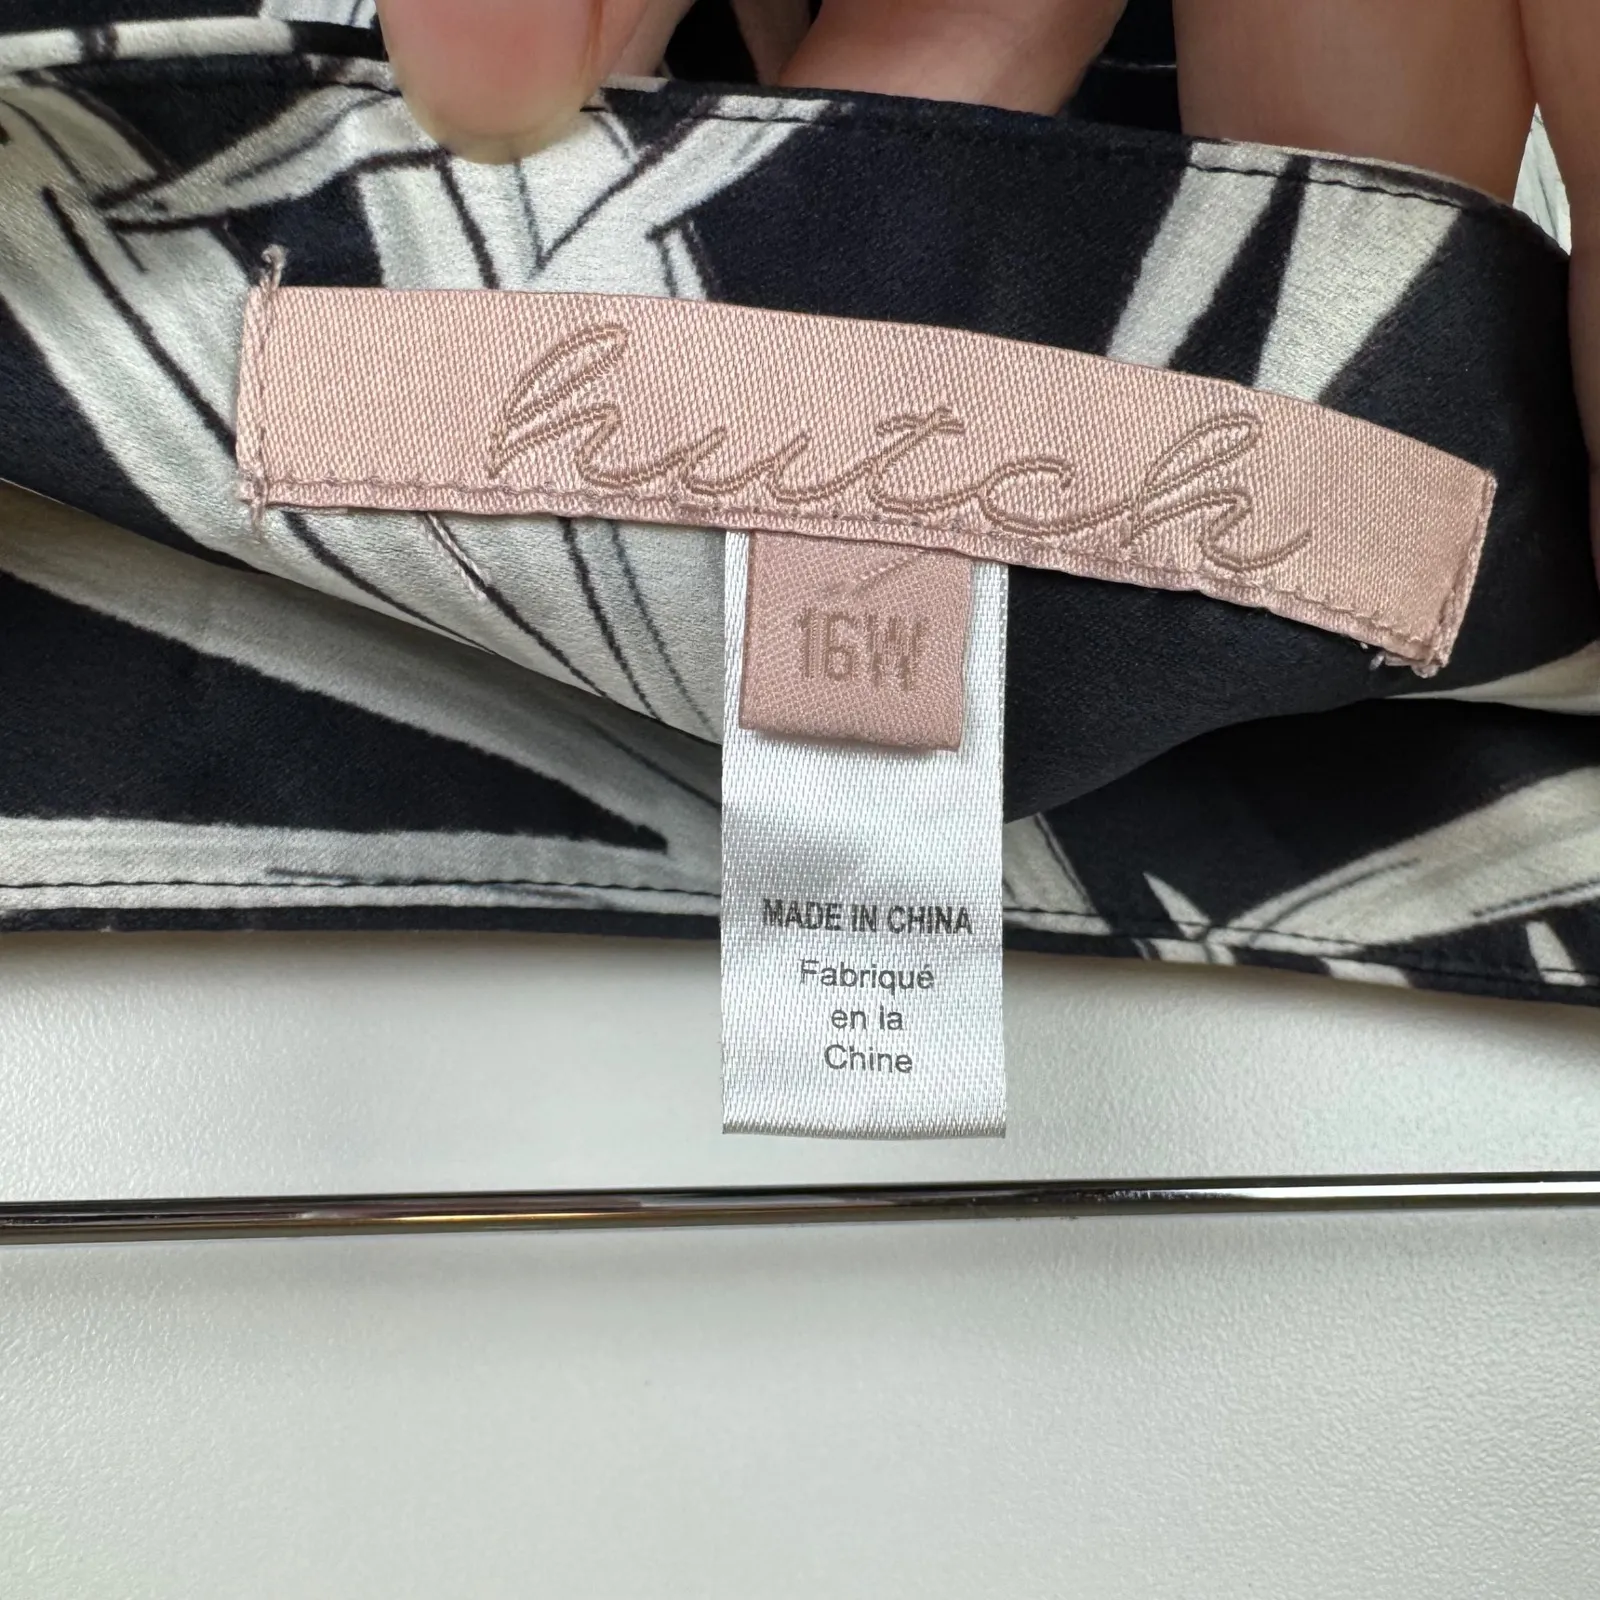 hutch
16W
MADE IN CHINA
Fabriqué
en la
Chine